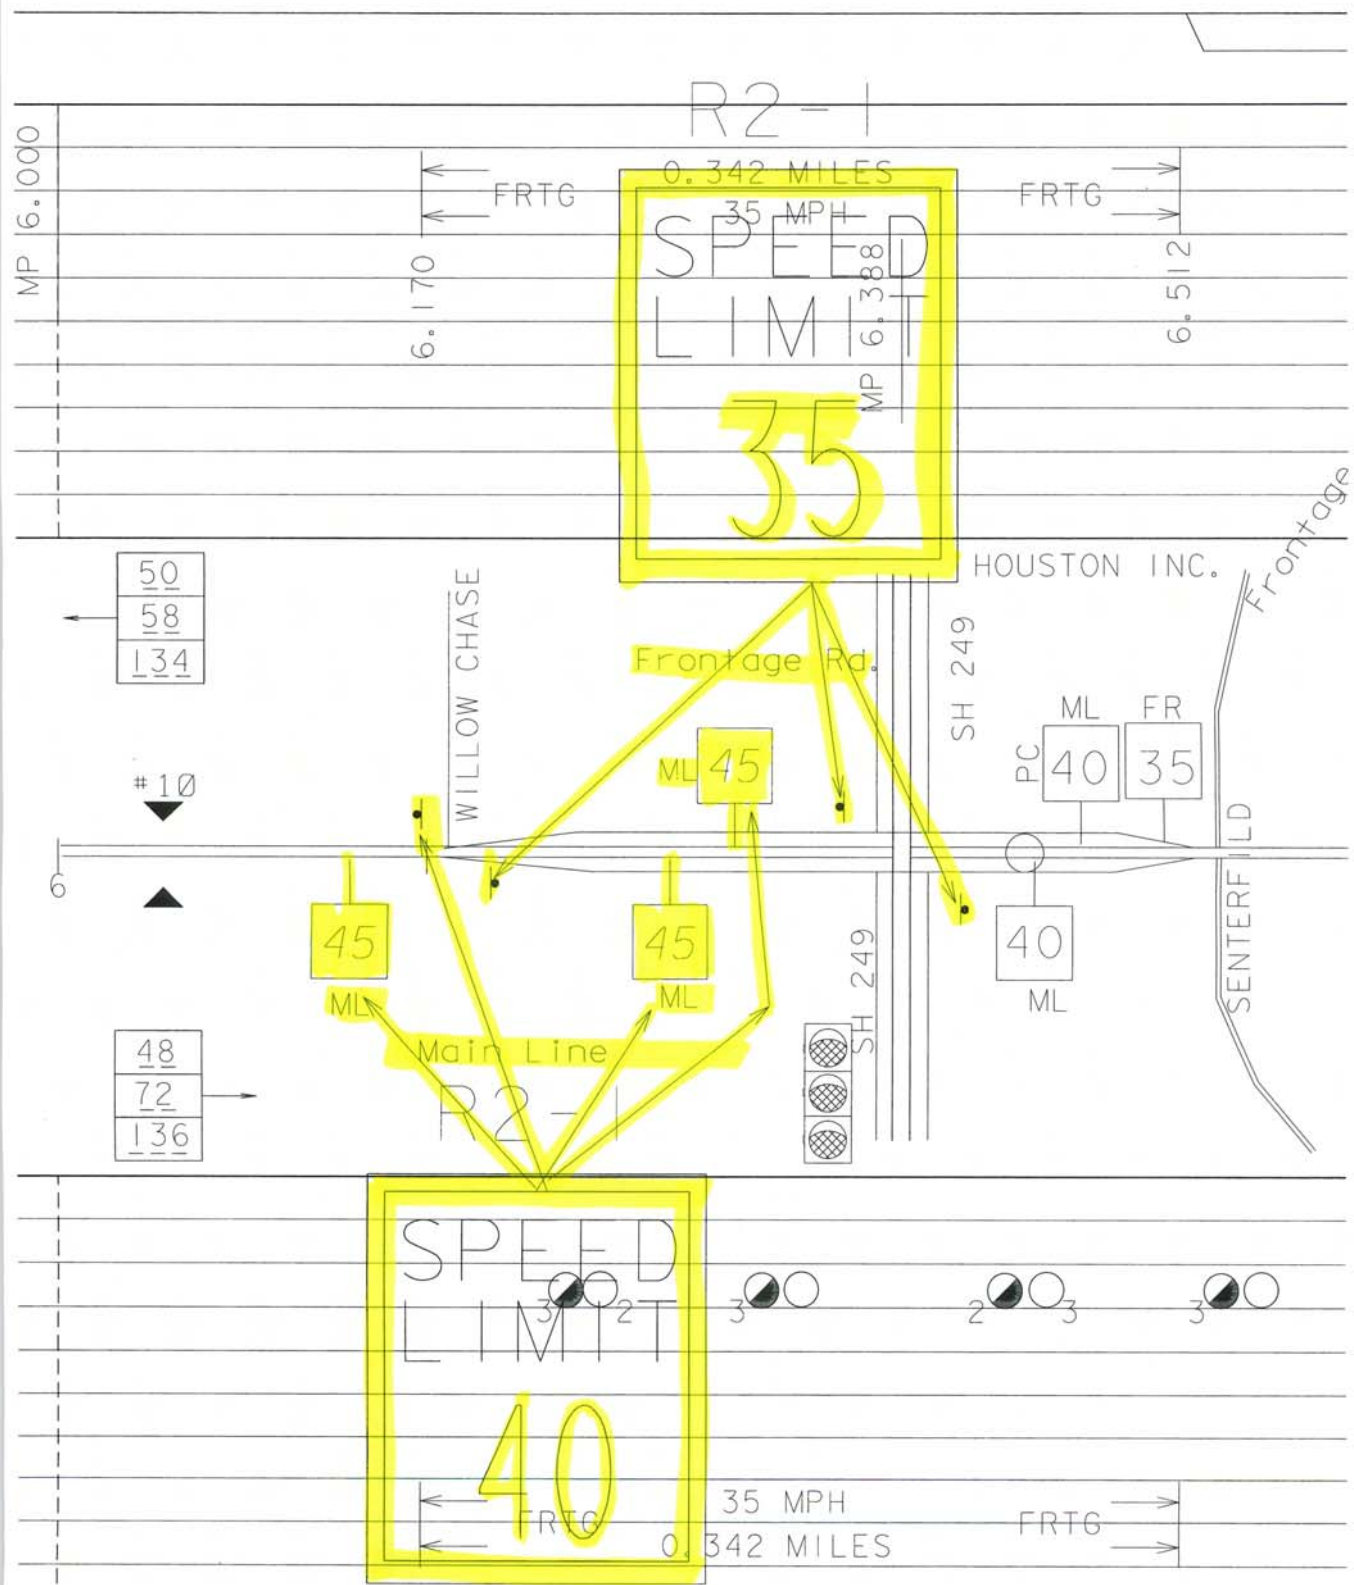 R2-1
0.342 MILES
FRTG
FRTG
35 MPH
MP 6.000
6.170
SPEED
LIMIT
35
MP 6.388
6.512
HOUSTON INC.
Frontage
50
58
134
WILLOW CHASE
Frontage Rd.
SH 249
ML
FR
PC
40
35
ML
45
#10
6
45
ML
45
ML
40
ML
SENTERFILD
SH 249
Main Line
48
72
136
R2-1
SPEED
LIMIT
40
3
2
3
2
3
3
35 MPH
FRTG
FRTG
0.342 MILES